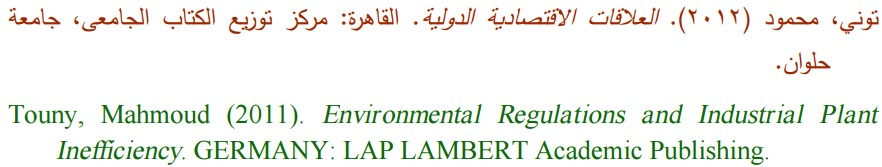 توني، محمود (٢٠١٢). العلاقات الاقتصادية الدولية. القاهرة: مركز توزيع الكتاب الجامعى، جامعة
حلوان.
Touny, Mahmoud (2011). Environmental Regulations and Industrial Plant
Inefficiency. GERMANY: LAP LAMBERT Academic Publishing.